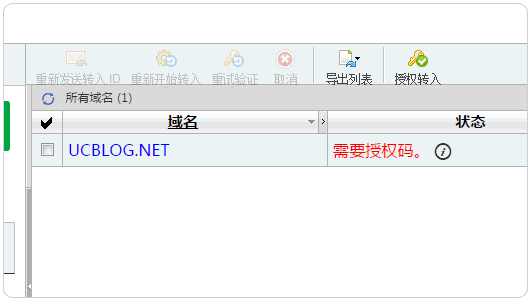 重新发送转入 ID 重新开始转入 重试验证 取消 导出列表 授权转入
所有域名 (1)
域名 状态
UCBLOG.NET 需要授权码。